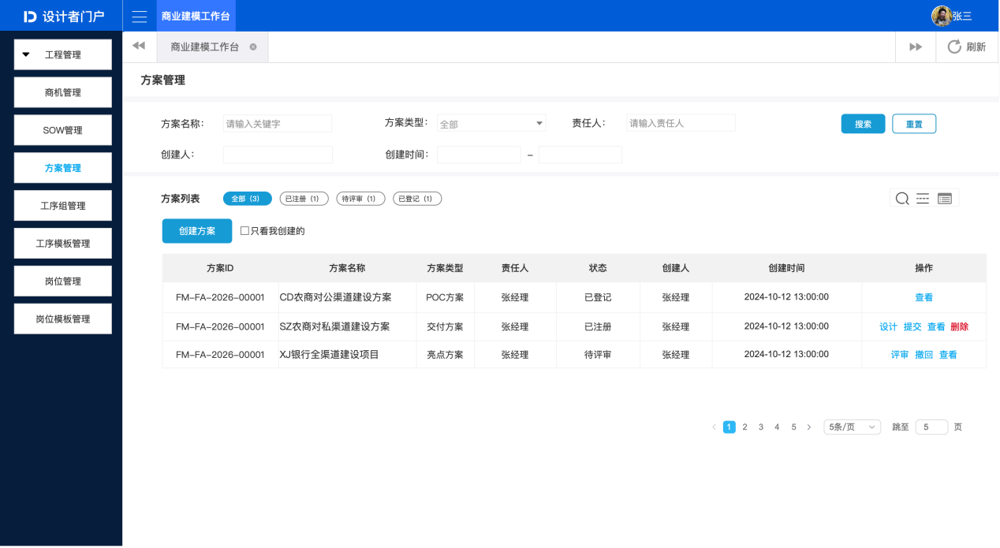 设计者门户
商业建模工作台
张三
工程管理
商机管理
SOW管理
方案管理
工序组管理
工序模板管理
岗位管理
岗位模板管理
商业建模工作台
刷新
方案管理
方案名称： 请输入关键字 方案类型： 全部 责任人： 请输入责任人 搜索 重置
创建人： 创建时间： –
方案列表 全部（3） 已注册（1） 待评审（1） 已登记（1）
创建方案 只看我创建的
方案ID 方案名称 方案类型 责任人 状态 创建人 创建时间 操作
FM-FA-2026-00001 CD农商对公渠道建设方案 POC方案 张经理 已登记 张经理 2024-10-12 13:00:00 查看
FM-FA-2026-00001 SZ农商对私渠道建设方案 交付方案 张经理 已注册 张经理 2024-10-12 13:00:00 设计 提交 查看 删除
FM-FA-2026-00001 XJ银行全渠道建设项目 亮点方案 张经理 待评审 张经理 2024-10-12 13:00:00 评审 撤回 查看
1 2 3 4 5 5条/页 跳至 5 页